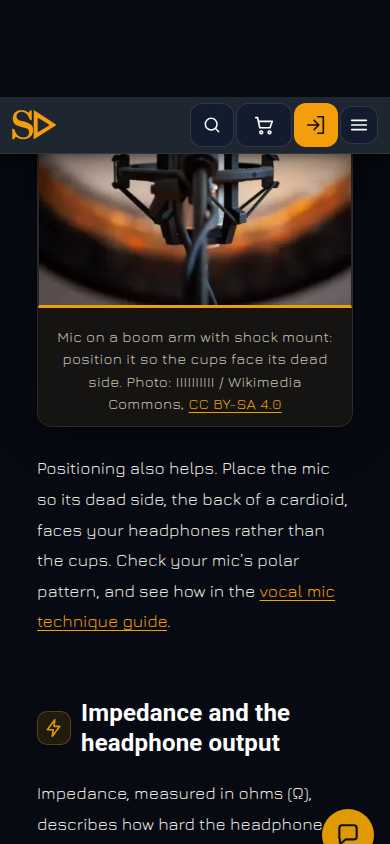 S
Mic on a boom arm with shock mount:
position it so the cups face its dead
side. Photo: IIIIIIIIII / Wikimedia
Commons, CC BY-SA 4.0
Positioning also helps. Place the mic
so its dead side, the back of a cardioid,
faces your headphones rather than
the cups. Check your mic's polar
pattern, and see how in the vocal mic
technique guide.
Impedance and the
headphone output
Impedance, measured in ohms (Ω),
describes how hard the headphone